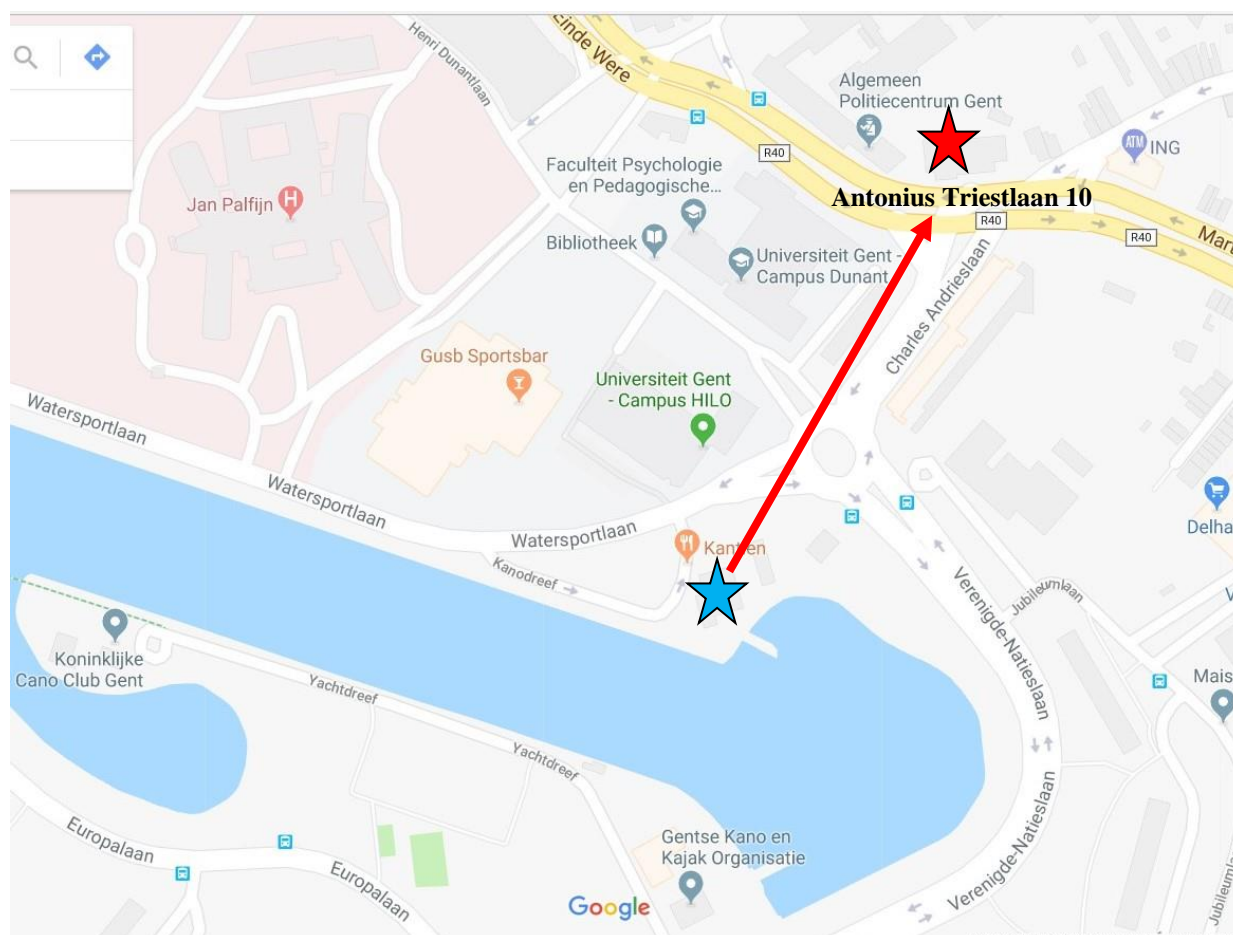 Einde Were
Henri Dunantlaan
Algemeen
Politiecentrum Gent
ATM
ING
R40
Faculteit Psychologie
en Pedagogische...
Jan Palfijn
H
Antonius Triestlaan 10
R40
R40
Bibliotheek
Universiteit Gent -
Campus Dunant
Charles Andrieslaan
Gusb Sportsbar
Universiteit Gent
- Campus HILO
Watersportlaan
Watersportlaan
Watersportlaan
Kantien
Kanodreef
Verenigde-Natieslaan
Jubileumlaan
Koninklijke
Cano Club Gent
Yachtdreef
Yachtdreef
Europalaan
Europalaan
Gentse Kano en
Kajak Organisatie
Verenigde-Natieslaan
Google
Delha
Mais
Mart